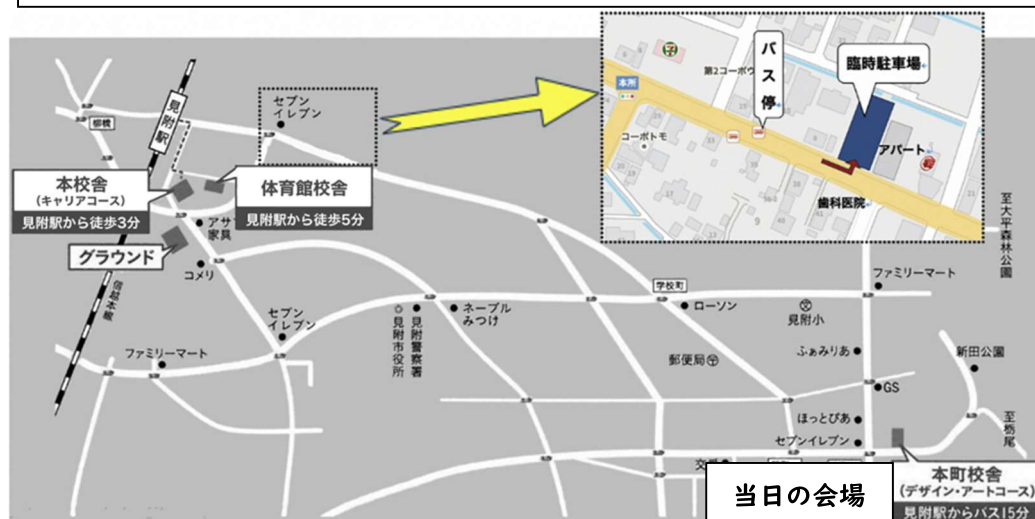 セブン
イレブン
柳橋
見附駅
本校舎
(キャリアコース)
見附駅から徒歩3分
体育館校舎
見附駅から徒歩5分
グラウンド
家具
コメリ
信越本線
セブン
イレブン
ファミリーマート
見附市役所
見附警察署
ネーブル
みつけ
学校町
ローソン
見附小
郵便局
ファミリーマート
ふぁみりあ
GS
ほっとぴあ
セブンイレブン
新田公園
至大平森林公園
至栃尾
本所
第2コーポウ
バス停
臨時駐車場
コーポトモ
アパート
歯科医院
当日の会場
本町校舎
(デザイン・アートコース)
見附駅からバス15分